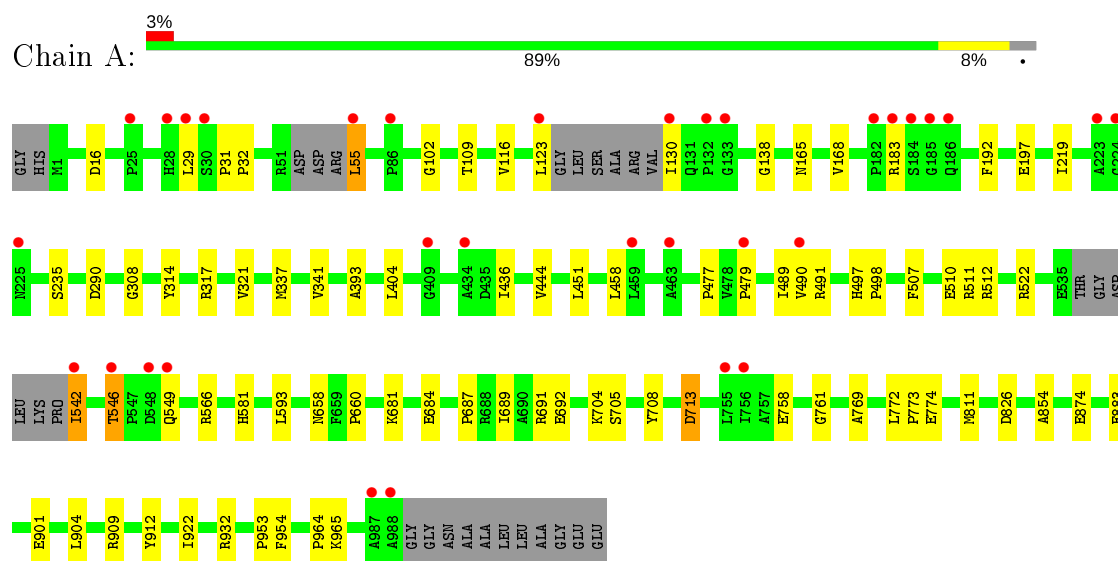 3%
Chain A:
89% 8% •
GLY HIS M1 D16 P25 H28 L29 S30 P31 P32 R51 ASP ASP ARG L55 P86 G102 T109 V116 L123 GLY LEU SER ALA ARG VAL I130 Q131 P132 G133 G138 N165 V168 P182 R183 S184 G185 Q186 F192 E197 I219 A223 G224
N225 S235 D290 G308 Y314 R317 V321 M337 V341 A393 L404 G409 A434 D435 I436 V444 L451 L458 L459 A463 P477 V478 P479 I489 V490 R491 H497 P498 F507 E510 R511 R512 R522 E535 THR GLY ASP
LEU LYS PRO I542 T546 P547 D548 Q549 R566 H581 L593 N658 F659 P660 K681 E684 P687 R688 I689 A690 R691 E692 K704 S705 Y708 D713 L755 I756 A757 E758 G761 A769 L772 P773 E774 M811 D826 A854 E874
E901 L904 R909 Y912 I922 R932 P953 F954 P964 K965 A987 A988 GLY GLY ASN ALA ALA LEU LEU ALA GLY GLU GLU